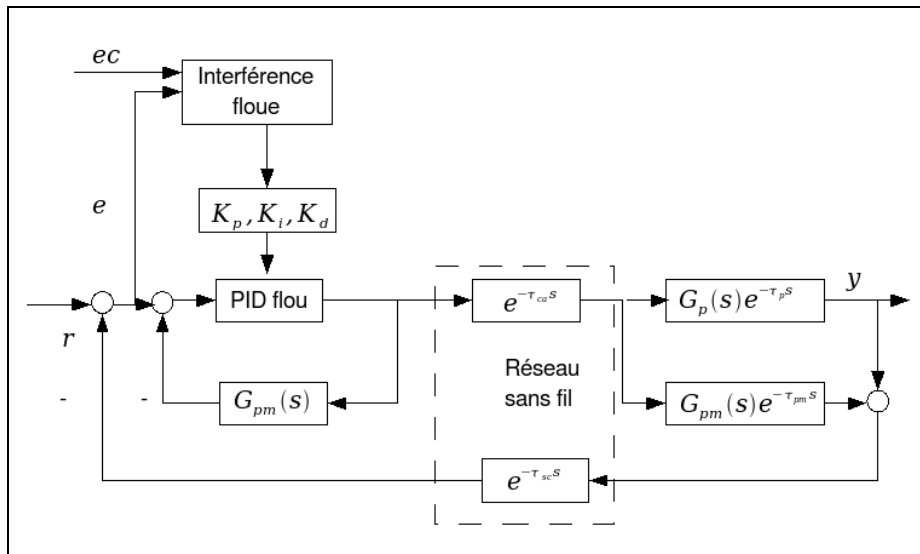 ec
Interférence
floue
e
K_p, K_i, K_d
PID flou
e^{-τ_{ca}s}
G_p(s)e^{-τ_p s}
y
r
Réseau
sans fil
-
-
G_{pm}(s)
G_{pm}(s)e^{-τ_{pm}s}
e^{-τ_{sc}s}